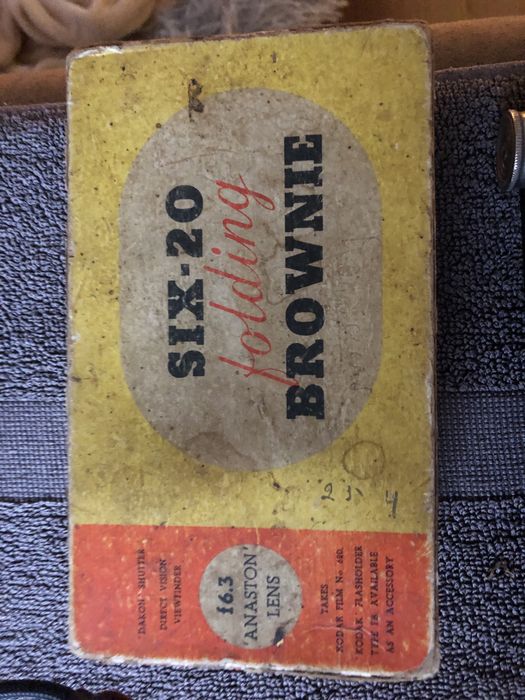 SIX-20
folding
BROWNIE
DAKON SHUTTER
DIRECT VISION
VIEWFINDER
f6.3
'ANASTON'
LENS
TAKES
KODAK FILM No. 620.
KODAK FLASHOLDER
TYPE FB AVAILABLE
AS AN ACCESSORY